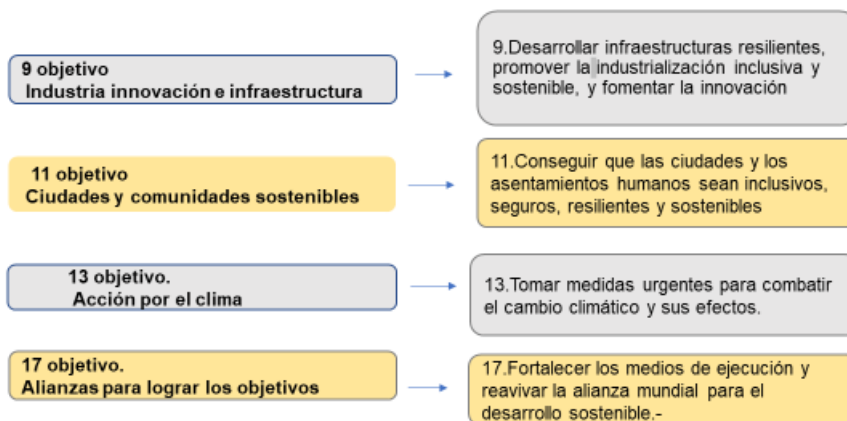 9 objetivo
Industria innovación e infraestructura
9.Desarrollar infraestructuras resilientes,
promover la industrialización inclusiva y
sostenible, y fomentar la innovación
11 objetivo
Ciudades y comunidades sostenibles
11.Conseguir que las ciudades y los
asentamientos humanos sean inclusivos,
seguros, resilientes y sostenibles
13 objetivo.
Acción por el clima
13.Tomar medidas urgentes para combatir
el cambio climático y sus efectos.
17 objetivo.
Alianzas para lograr los objetivos
17.Fortalecer los medios de ejecución y
reavivar la alianza mundial para el
desarrollo sostenible.-